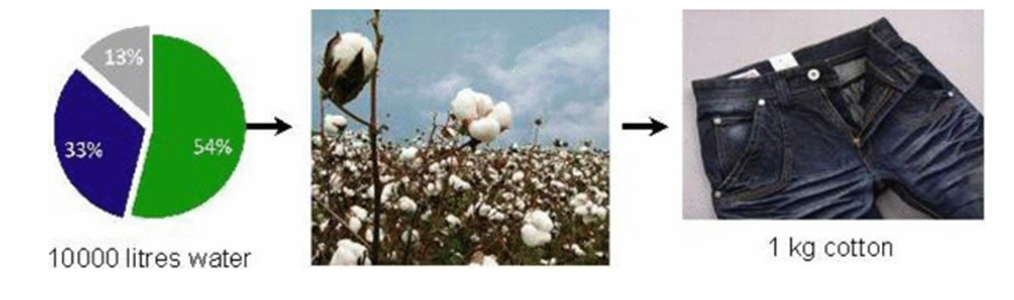 13%
33%
54%
10000 litres water
1 kg cotton